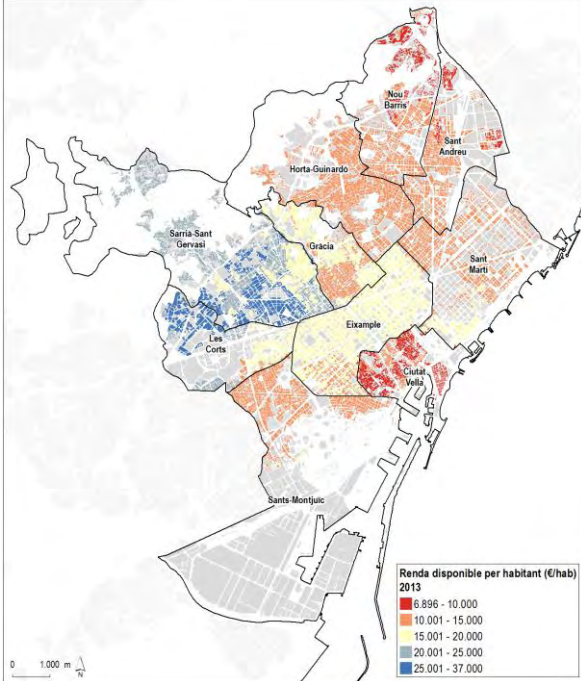 Nou
Barris
Sant
Andreu
Horta-Guinardo
Sarrià-Sant
Gervasi
Gràcia
Sant
Martí
Eixample
Les
Corts
Ciutat
Vella
Sants-Montjuïc
Renda disponible per habitant (€/hab)
2013
6.896 - 10.000
10.001 - 15.000
15.001 - 20.000
20.001 - 25.000
25.001 - 37.000
0 1.000 m
N